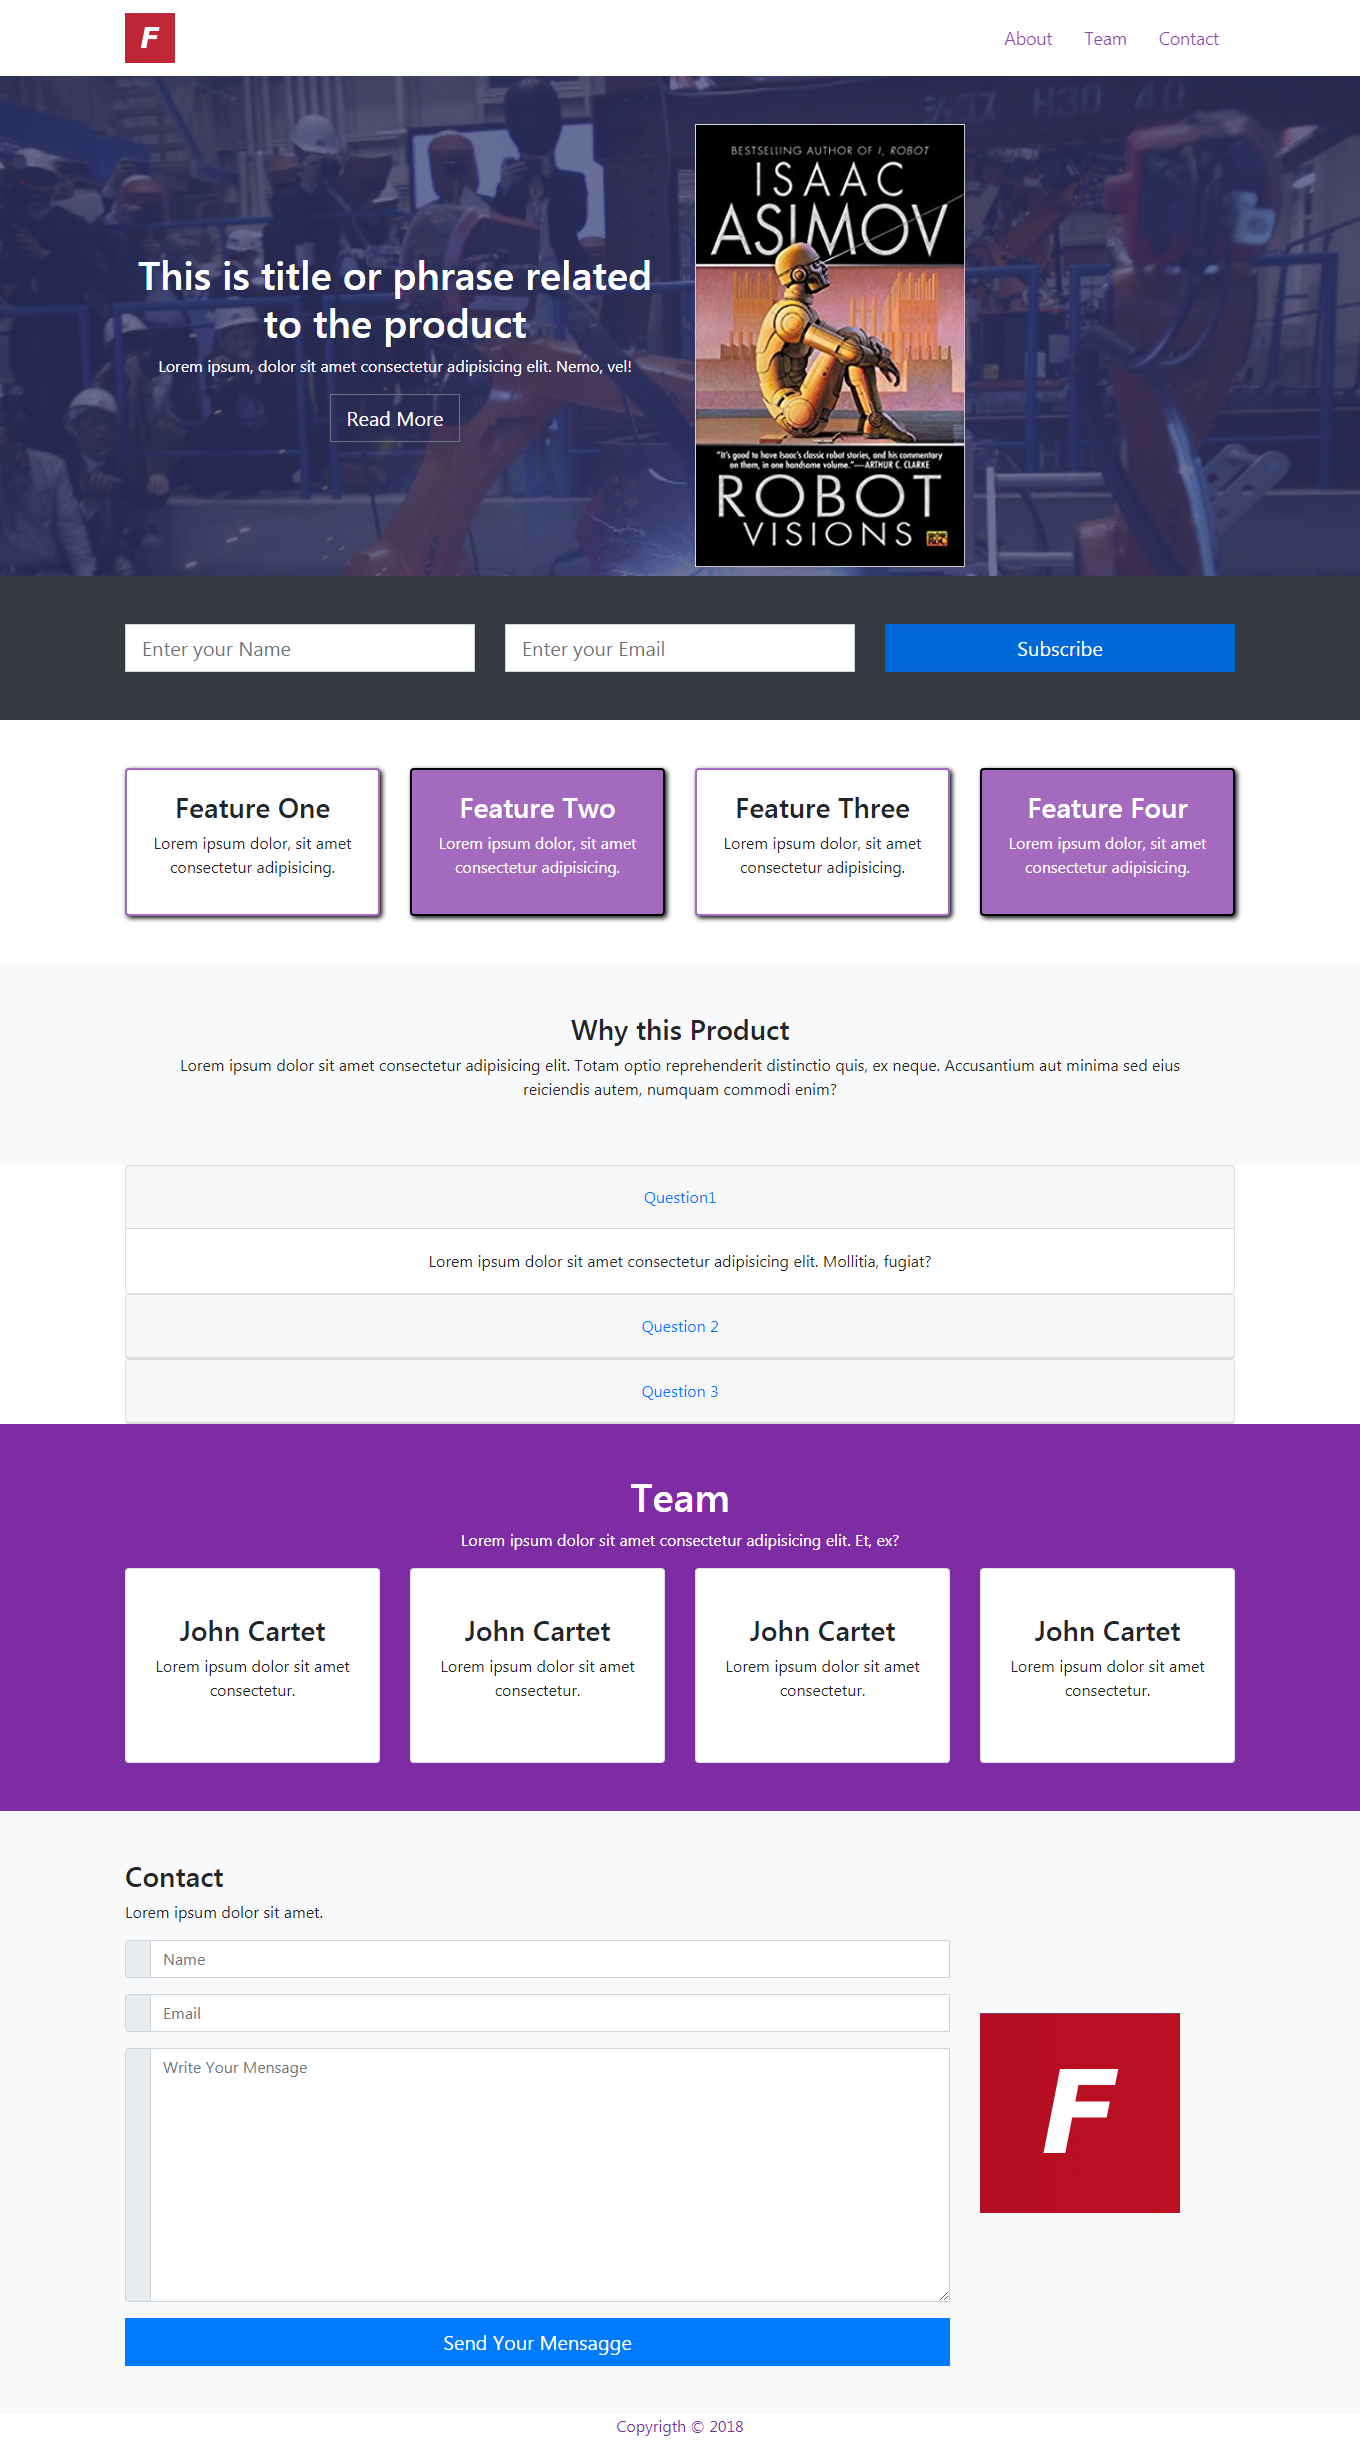 F
About Team Contact
BESTSELLING AUTHOR OF I, ROBOT
ISAAC
ASIMOV
This is title or phrase related
to the product
Lorem ipsum, dolor sit amet consectetur adipisicing elit. Nemo, vel!
Read More
"It's good to have Isaac's classic robot stories, and his commentary
on them, in one handsome volume."—ARTHUR C. CLARKE
ROBOT
VISIONS
ROC
Enter your Name
Enter your Email
Subscribe
Feature One
Lorem ipsum dolor, sit amet
consectetur adipisicing.
Feature Two
Lorem ipsum dolor, sit amet
consectetur adipisicing.
Feature Three
Lorem ipsum dolor, sit amet
consectetur adipisicing.
Feature Four
Lorem ipsum dolor, sit amet
consectetur adipisicing.
Why this Product
Lorem ipsum dolor sit amet consectetur adipisicing elit. Totam optio reprehenderit distinctio quis, ex neque. Accusantium aut minima sed eius
reiciendis autem, numquam commodi enim?
Question1
Lorem ipsum dolor sit amet consectetur adipisicing elit. Mollitia, fugiat?
Question 2
Question 3
Team
Lorem ipsum dolor sit amet consectetur adipisicing elit. Et, ex?
John Cartet
Lorem ipsum dolor sit amet
consectetur.
John Cartet
Lorem ipsum dolor sit amet
consectetur.
John Cartet
Lorem ipsum dolor sit amet
consectetur.
John Cartet
Lorem ipsum dolor sit amet
consectetur.
Contact
Lorem ipsum dolor sit amet.
Name
Email
Write Your Mensage
F
Send Your Mensagge
Copyrigth © 2018